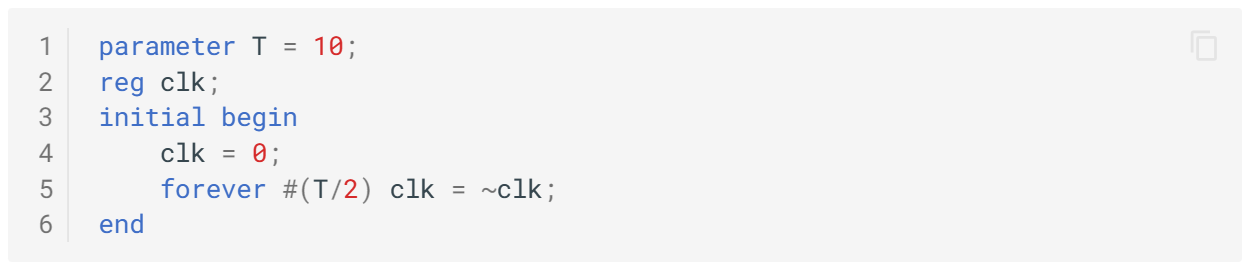 1 parameter T = 10;
2 reg clk;
3 initial begin
4     clk = 0;
5     forever #(T/2) clk = ~clk;
6 end